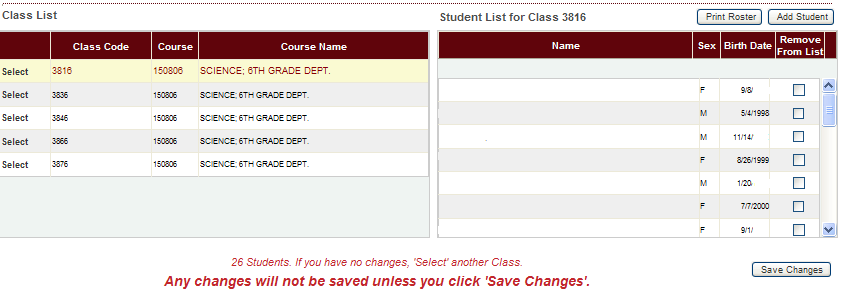 Class List
Student List for Class 3816
Print Roster
Add Student
Class Code Course Course Name
Select 3816 150806 SCIENCE; 6TH GRADE DEPT.
Select 3836 150806 SCIENCE; 6TH GRADE DEPT.
Select 3846 150806 SCIENCE; 6TH GRADE DEPT.
Select 3866 150806 SCIENCE; 6TH GRADE DEPT.
Select 3876 150806 SCIENCE; 6TH GRADE DEPT.
Name Sex Birth Date Remove
From List
F 9/8/
M 5/4/1998
M 11/14/
F 8/26/1999
M 1/20/
F 7/7/2000
F 9/1/
26 Students. If you have no changes, 'Select' another Class.
Any changes will not be saved unless you click 'Save Changes'.
Save Changes